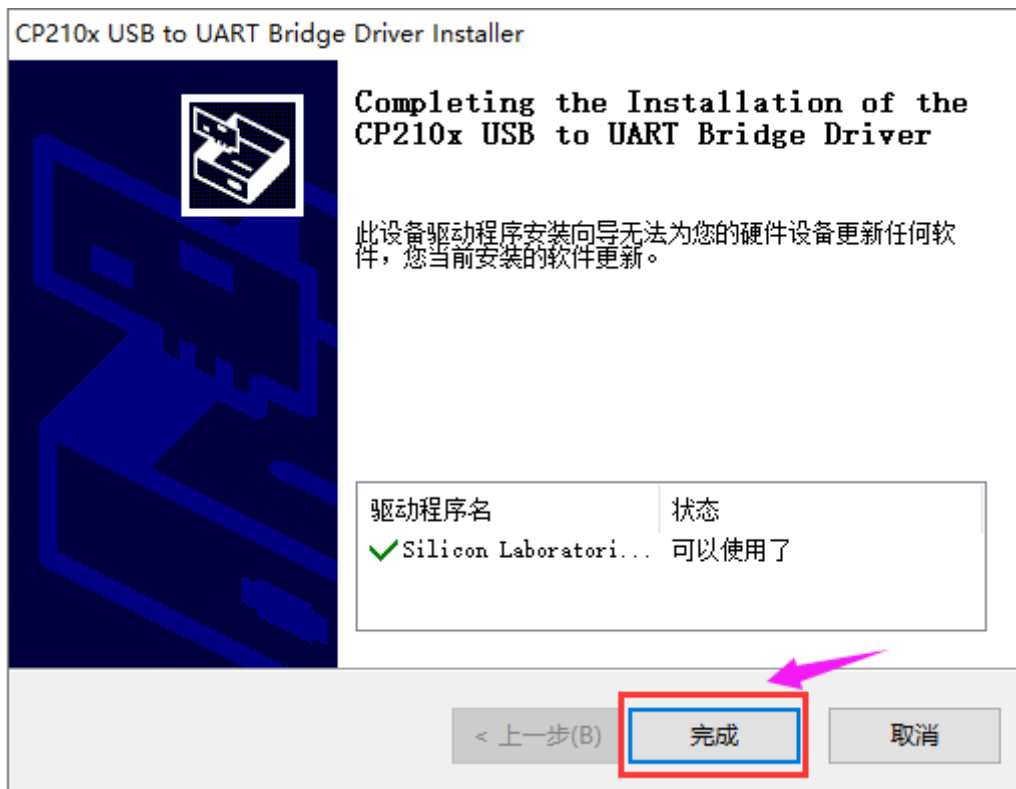 CP210x USB to UART Bridge Driver Installer
Completing the Installation of the
CP210x USB to UART Bridge Driver
此设备驱动程序安装向导无法为您的硬件设备更新任何软
件，您当前安装的软件更新。
驱动程序名 状态
Silicon Laboratori... 可以使用了
< 上一步(B) 完成 取消